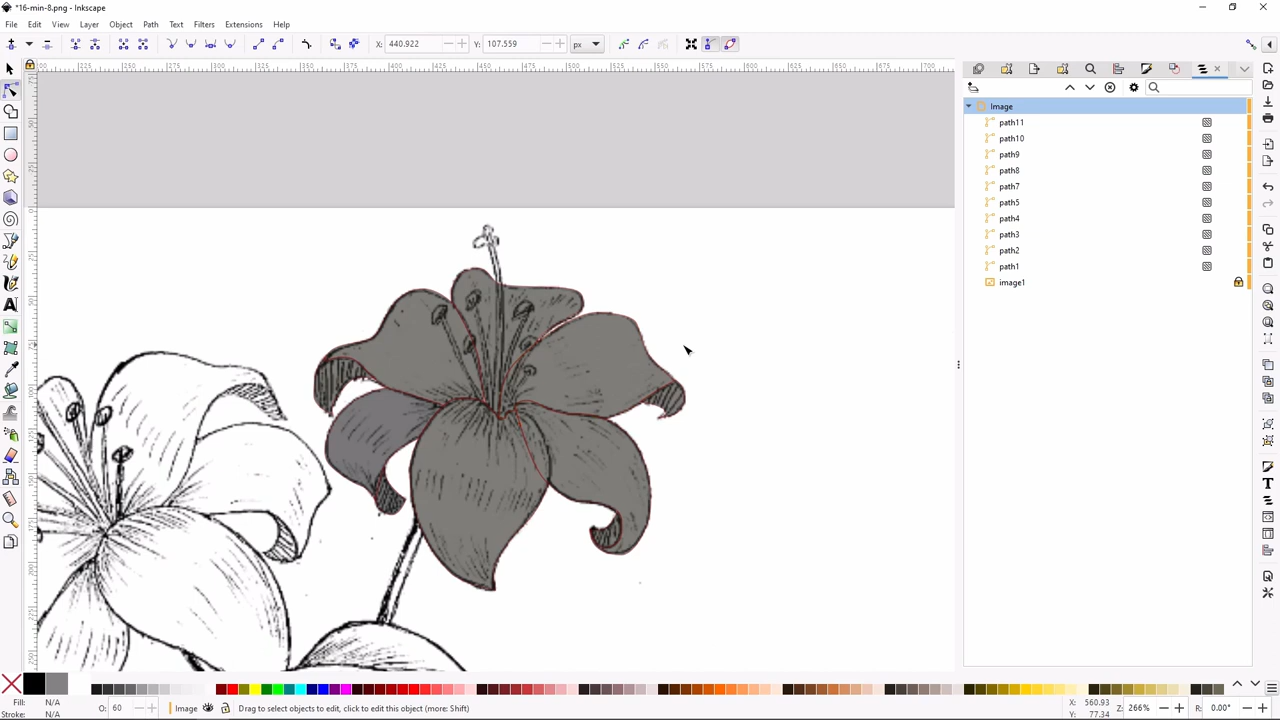 *16-min-8.png - Inkscape
File Edit View Layer Object Path Text Filters Extensions Help
X: 440.922 Y: 107.559 px
Image
path11
path10
path9
path8
path7
path5
path4
path3
path2
path1
image1
Fill: N/A
Stroke: N/A
O: 60
Image
Drag to select objects to edit, click to edit this object (more: Shift)
X: 560.93
Y: 77.34
Z: 266%
R: 0.00°